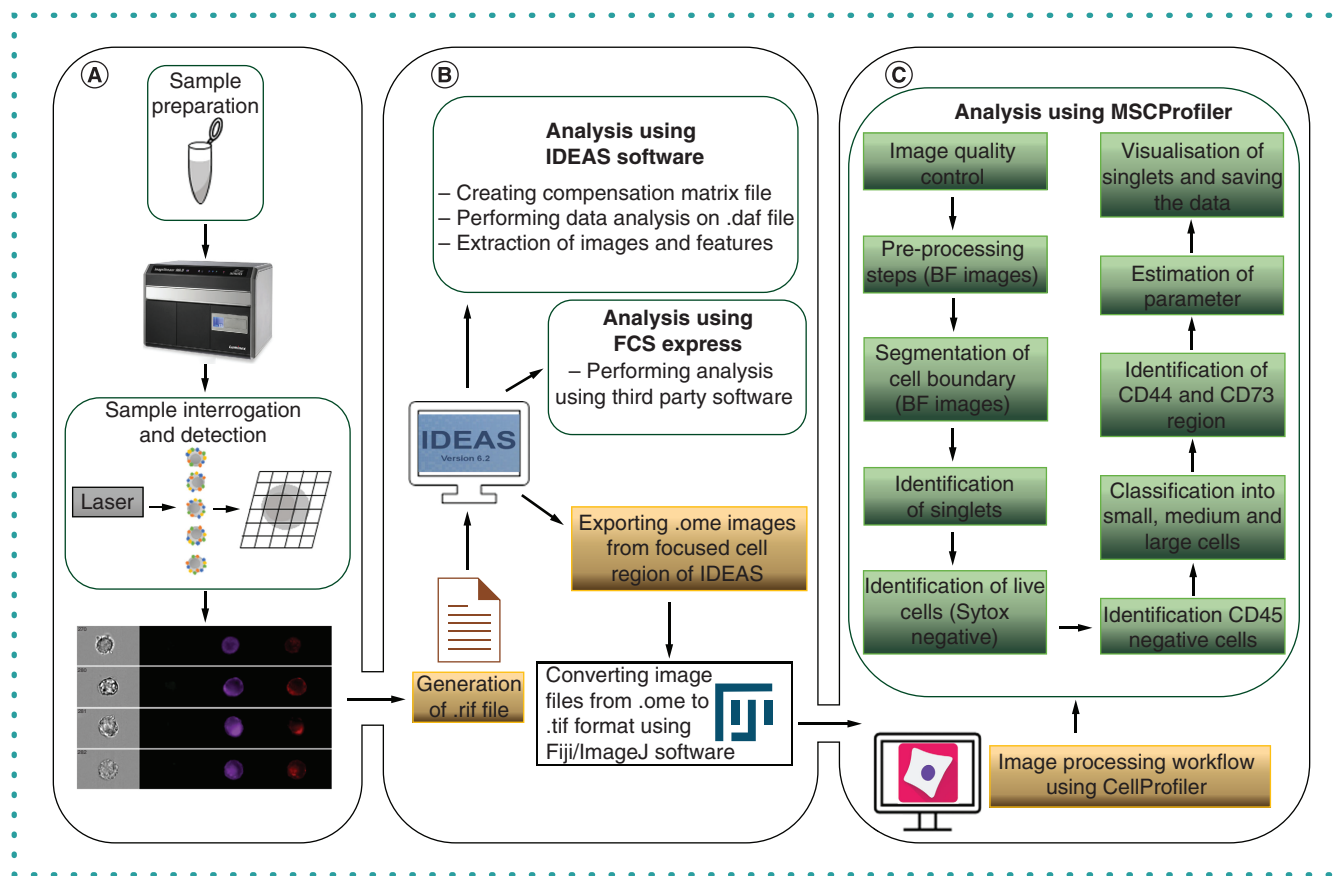 A
Sample
preparation
Sample interrogation
and detection
Laser
B
Analysis using
IDEAS software
– Creating compensation matrix file
– Performing data analysis on .daf file
– Extraction of images and features
Analysis using
FCS express
– Performing analysis
using third party software
IDEAS
Version 6.2
Exporting .ome images
from focused cell
region of IDEAS
Generation
of .rif file
Converting image
files from .ome to
.tif format using
Fiji/ImageJ software
C
Analysis using MSCProfiler
Image quality
control
Pre-processing
steps (BF images)
Segmentation of
cell boundary
(BF images)
Identification
of singlets
Identification of live
cells (Sytox
negative)
Identification CD45
negative cells
Classification into
small, medium and
large cells
Identification of
CD44 and CD73
region
Estimation of
parameter
Visualisation of
singlets and saving
the data
Image processing workflow
using CellProfiler